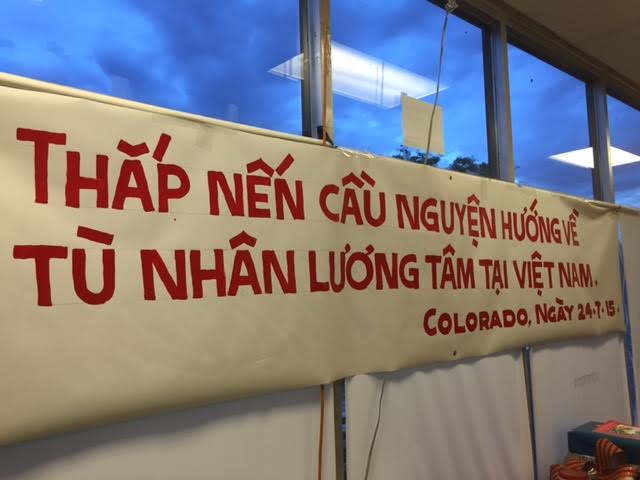 THẮP NẾN CẦU NGUYỆN HƯỚNG VỀ
TÙ NHÂN LƯƠNG TÂM TẠI VIỆT NAM.
COLORADO, NGÀY 24.7.15.